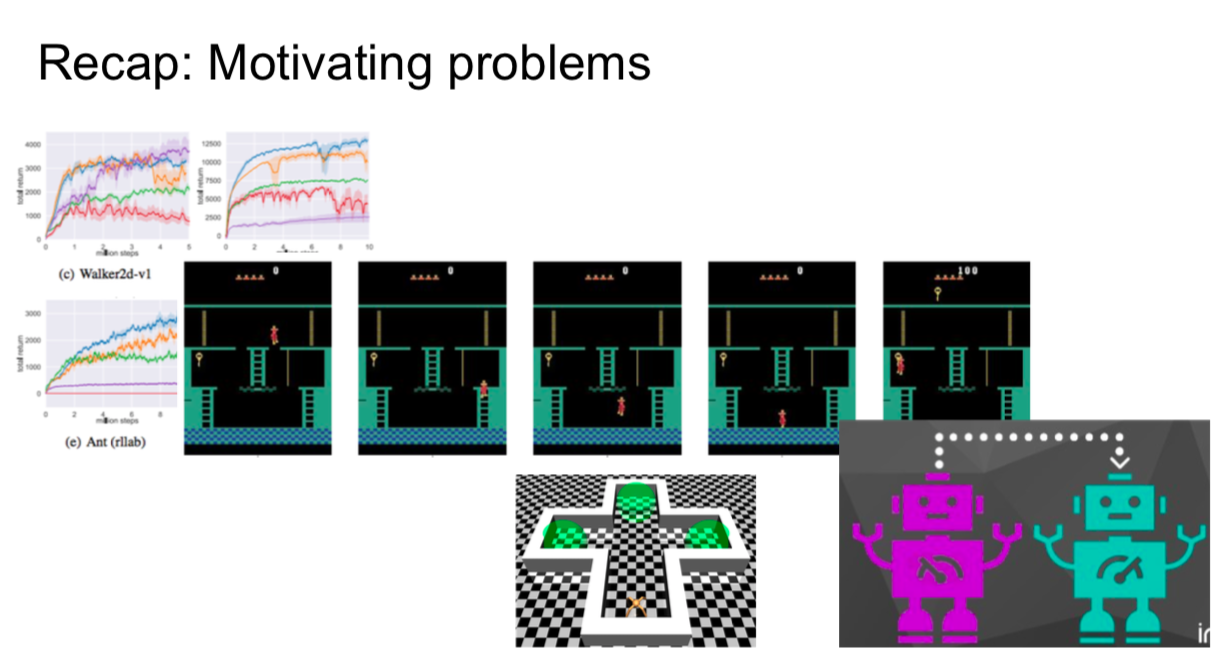 Recap: Motivating problems
4000
3000
2000
1000
0
total return
0 1 2 3 4 5
million steps
(c) Walker2d-v1
12500
10000
7500
5000
2500
0
total return
0 2 4 6 8 10
3000
2000
1000
0
total return
0 2 4 6 8
million steps
(e) Ant (rllab)
0
0
0
0
100